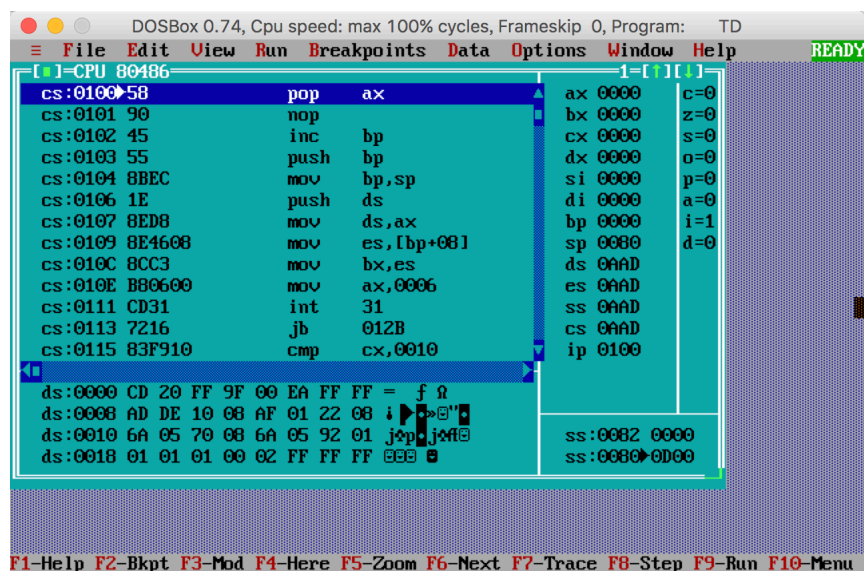 DOSBox 0.74, Cpu speed: max 100% cycles, Frameskip 0, Program: TD
≡ File Edit View Run Breakpoints Data Options Window Help READY
[■]=CPU 80486 1=[↑][↓]
cs:0100►58 pop ax ax 0000 c=0
cs:0101 90 nop bx 0000 z=0
cs:0102 45 inc bp cx 0000 s=0
cs:0103 55 push bp dx 0000 o=0
cs:0104 8BEC mov bp,sp si 0000 p=0
cs:0106 1E push ds di 0000 a=0
cs:0107 8ED8 mov ds,ax bp 0000 i=1
cs:0109 8E4608 mov es,[bp+08] sp 0080 d=0
cs:010C 8CC3 mov bx,es ds 0AAD
cs:010E B80600 mov ax,0006 es 0AAD
cs:0111 CD31 int 31 ss 0AAD
cs:0113 7216 jb 012B cs 0AAD
cs:0115 83F910 cmp cx,0010 ip 0100
ds:0000 CD 20 FF 9F 00 EA FF FF = ƒ Ω
ds:0008 AD DE 10 08 AF 01 22 08 ¡ ►◘»☺"◘
ds:0010 6A 05 70 08 6A 05 92 01 j♣p◘j♣Æ☺ ss:0082 0000
ds:0018 01 01 01 00 02 FF FF FF ☺☺☺ ☻ ss:0080►0D00
F1-Help F2-Bkpt F3-Mod F4-Here F5-Zoom F6-Next F7-Trace F8-Step F9-Run F10-Menu